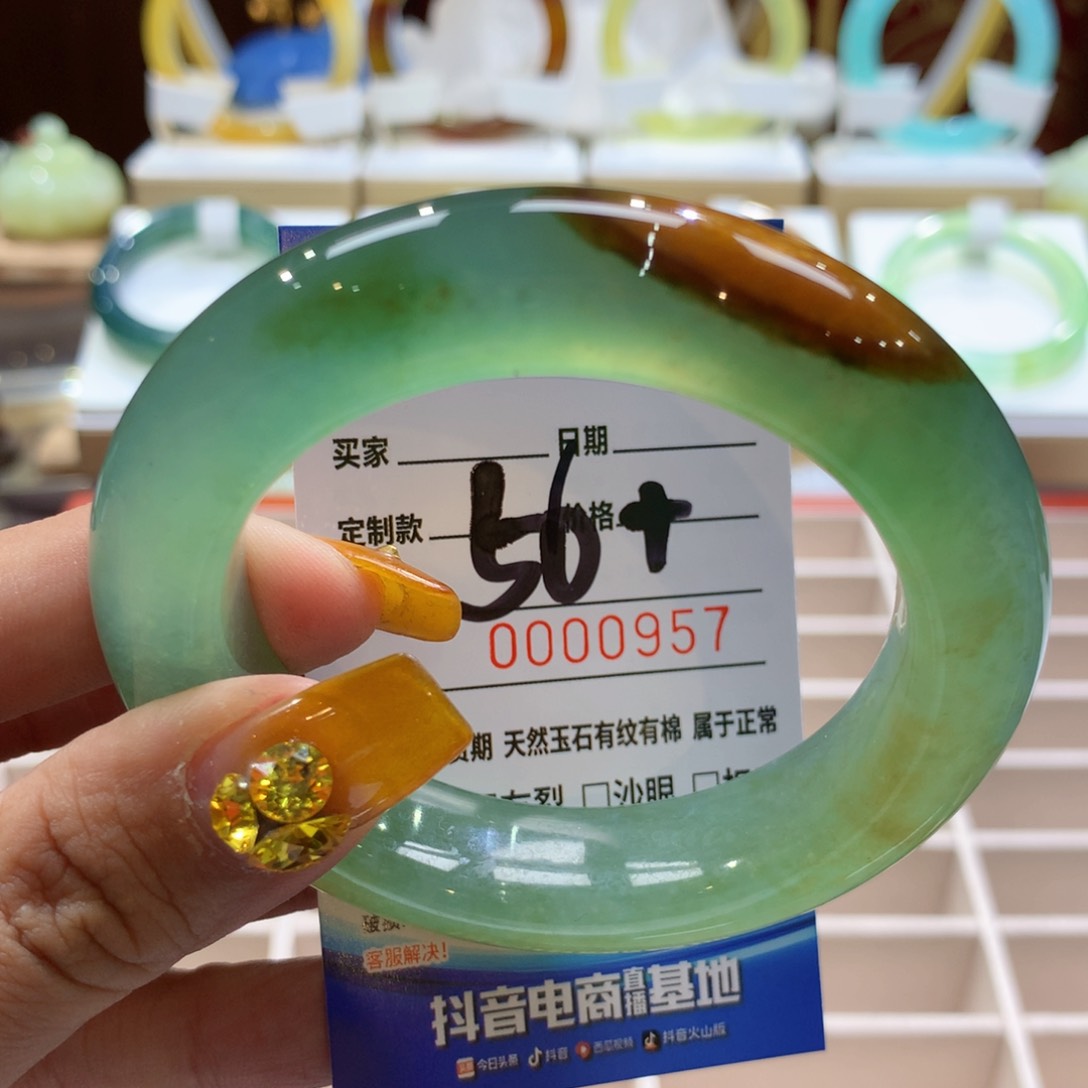 买家 日期
定制款 价格
56+
0000957
期 天然玉石有纹有棉 属于正常
沙眼
客服解决!
抖音电商直播基地
今日头条 抖音 西瓜视频 抖音火山版